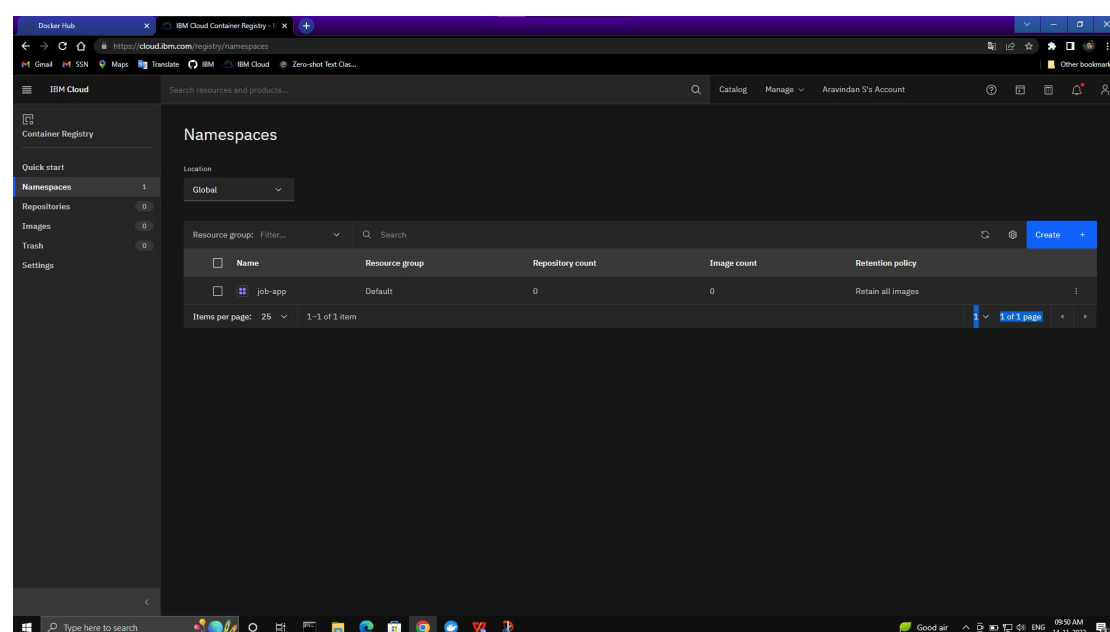 Docker Hub
IBM Cloud Container Registry -
https://cloud.ibm.com/registry/namespaces
Gmail SSN Maps Translate IBM IBM Cloud Zero-shot Text Clas... Other bookmark
IBM Cloud Search resources and products... Catalog Manage Aravindan S's Account
Container Registry
Quick start
Namespaces 1
Repositories 0
Images 0
Trash 0
Settings
Namespaces
Location
Global
Resource group: Filter... Search Create +
Name Resource group Repository count Image count Retention policy
job-app Default 0 0 Retain all images
Items per page: 25 1–1 of 1 item 1 1 of 1 page
Type here to search Good air ENG 09:50 AM
14-11-2022